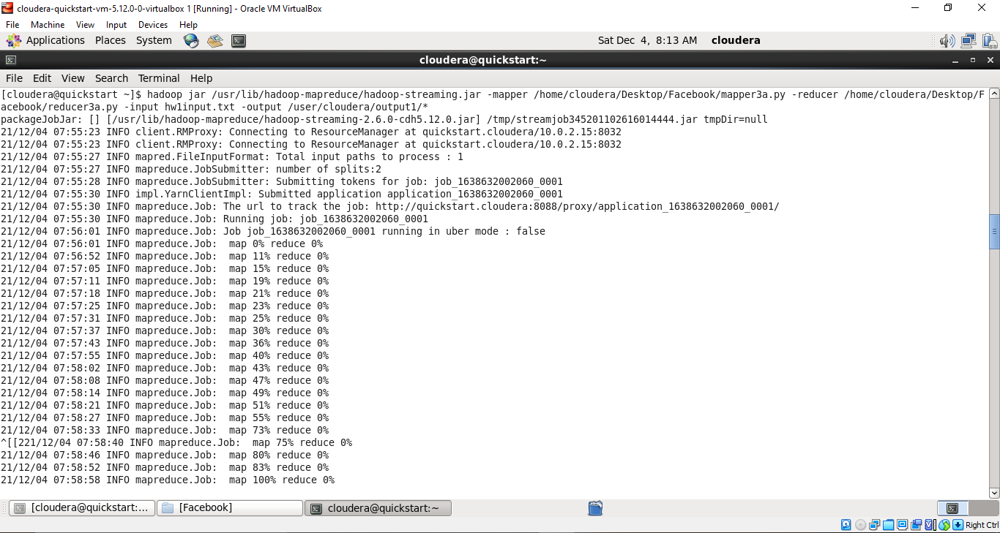 cloudera-quickstart-vm-5.12.0-0-virtualbox 1 [Running] - Oracle VM VirtualBox
File Machine View Input Devices Help
Applications Places System Sat Dec 4, 8:13 AM cloudera
cloudera@quickstart:~
File Edit View Search Terminal Help
[cloudera@quickstart ~]$ hadoop jar /usr/lib/hadoop-mapreduce/hadoop-streaming.jar -mapper /home/cloudera/Desktop/Facebook/mapper3a.py -reducer /home/cloudera/Desktop/F
acebook/reducer3a.py -input hw1input.txt -output /user/cloudera/output1/*
packageJobJar: [] [/usr/lib/hadoop-mapreduce/hadoop-streaming-2.6.0-cdh5.12.0.jar] /tmp/streamjob345201102616014444.jar tmpDir=null
21/12/04 07:55:23 INFO client.RMProxy: Connecting to ResourceManager at quickstart.cloudera/10.0.2.15:8032
21/12/04 07:55:23 INFO client.RMProxy: Connecting to ResourceManager at quickstart.cloudera/10.0.2.15:8032
21/12/04 07:55:27 INFO mapred.FileInputFormat: Total input paths to process : 1
21/12/04 07:55:27 INFO mapreduce.JobSubmitter: number of splits:2
21/12/04 07:55:28 INFO mapreduce.JobSubmitter: Submitting tokens for job: job_1638632002060_0001
21/12/04 07:55:30 INFO impl.YarnClientImpl: Submitted application application_1638632002060_0001
21/12/04 07:55:30 INFO mapreduce.Job: The url to track the job: http://quickstart.cloudera:8088/proxy/application_1638632002060_0001/
21/12/04 07:55:30 INFO mapreduce.Job: Running job: job_1638632002060_0001
21/12/04 07:56:01 INFO mapreduce.Job: Job job_1638632002060_0001 running in uber mode : false
21/12/04 07:56:01 INFO mapreduce.Job:  map 0% reduce 0%
21/12/04 07:56:52 INFO mapreduce.Job:  map 11% reduce 0%
21/12/04 07:57:05 INFO mapreduce.Job:  map 15% reduce 0%
21/12/04 07:57:11 INFO mapreduce.Job:  map 19% reduce 0%
21/12/04 07:57:18 INFO mapreduce.Job:  map 21% reduce 0%
21/12/04 07:57:25 INFO mapreduce.Job:  map 23% reduce 0%
21/12/04 07:57:31 INFO mapreduce.Job:  map 25% reduce 0%
21/12/04 07:57:37 INFO mapreduce.Job:  map 30% reduce 0%
21/12/04 07:57:43 INFO mapreduce.Job:  map 36% reduce 0%
21/12/04 07:57:55 INFO mapreduce.Job:  map 40% reduce 0%
21/12/04 07:58:02 INFO mapreduce.Job:  map 43% reduce 0%
21/12/04 07:58:08 INFO mapreduce.Job:  map 47% reduce 0%
21/12/04 07:58:14 INFO mapreduce.Job:  map 49% reduce 0%
21/12/04 07:58:21 INFO mapreduce.Job:  map 51% reduce 0%
21/12/04 07:58:27 INFO mapreduce.Job:  map 55% reduce 0%
21/12/04 07:58:33 INFO mapreduce.Job:  map 73% reduce 0%
^[[221/12/04 07:58:40 INFO mapreduce.Job:  map 75% reduce 0%
21/12/04 07:58:46 INFO mapreduce.Job:  map 80% reduce 0%
21/12/04 07:58:52 INFO mapreduce.Job:  map 83% reduce 0%
21/12/04 07:58:58 INFO mapreduce.Job:  map 100% reduce 0%
[cloudera@quickstart:... [Facebook] cloudera@quickstart:~
Right Ctrl